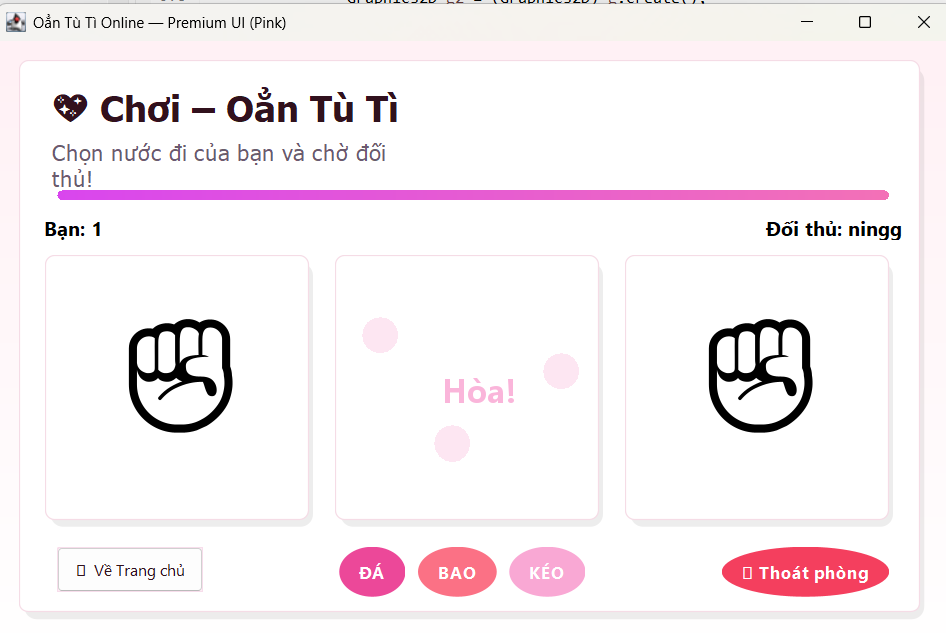 Oẳn Tù Tì Online — Premium UI (Pink)
💖 Chơi — Oẳn Tù Tì
Chọn nước đi của bạn và chờ đối
thủ!
Bạn: 1
Đối thủ: ningg
Hòa!
Về Trang chủ
ĐÁ
BAO
KÉO
Thoát phòng